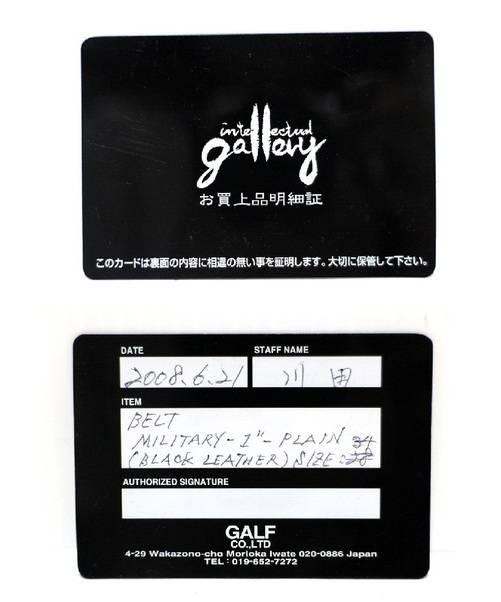 intellectual
gallery
お買上品明細証
このカードは裏面の内容に相違の無い事を証明します。大切に保管して下さい。
DATE STAFF NAME
2008.6.21 川田
ITEM
BELT
MILITARY-1"-PLAIN 34
(BLACK LEATHER) SIZE:
AUTHORIZED SIGNATURE
GALF
CO.,LTD
4-29 Wakazono-cho Morioka Iwate 020-0886 Japan
TEL : 019-652-7272